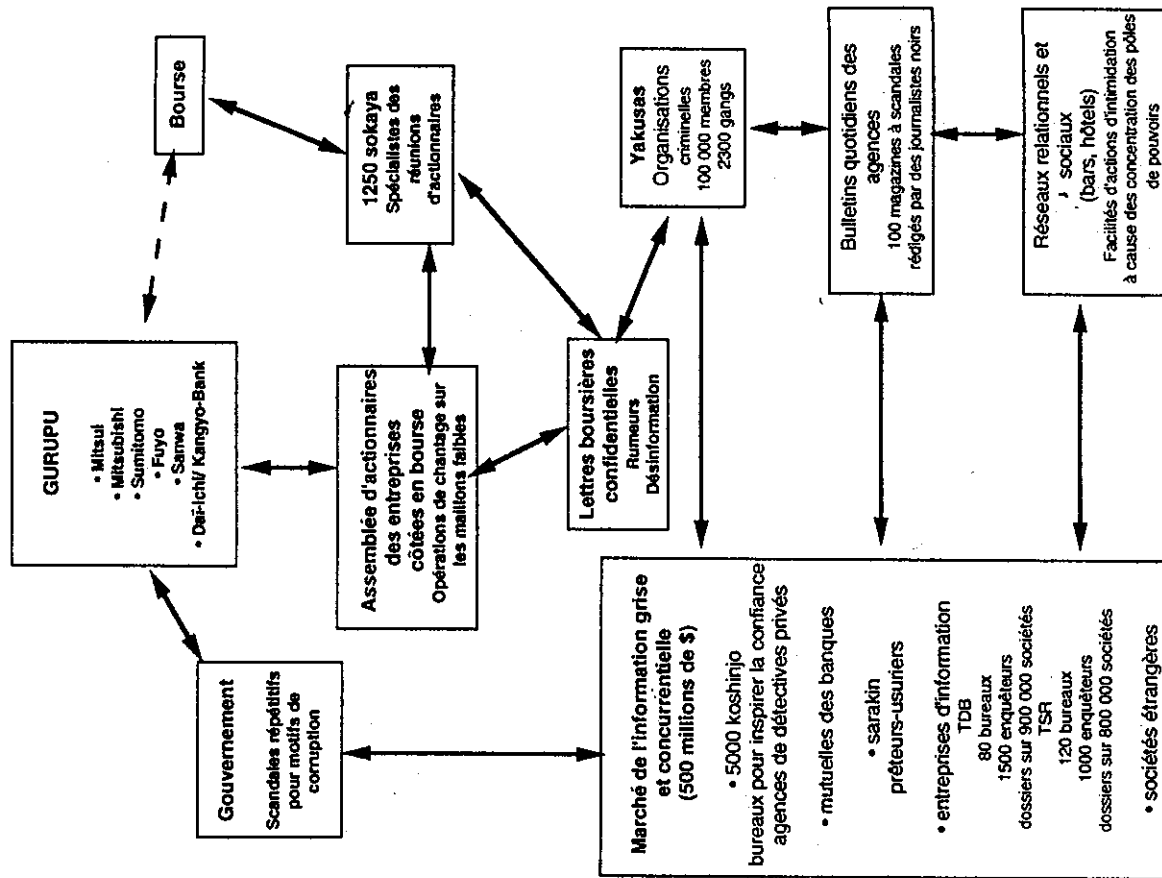 GURUPU
• Mitsui
• Mitsubishi
• Sumitomo
• Fuyo
• Sanwa
• Daï-Ichi/ Kangyo-Bank
Bourse
Gouvernement
Scandales répétitifs
pour motifs de
corruption
Assemblée d'actionnaires
des entreprises
côtées en bourse
Opérations de chantage sur
les maillons faibles
1250 sokaya
Spécialistes des
réunions
d'actionnaires
Lettres boursières
confidentielles
Rumeurs
Désinformation
Yakusas
Organisations
criminelles
100 000 membres
2300 gangs
Marché de l'information grise
et concurrentielle
(500 millions de $)
• 5000 koshinjo
bureaux pour inspirer la confiance
agences de détectives privés
• mutuelles des banques
• sarakin
prêteurs-usuriers
• entreprises d'information
TDB
80 bureaux
1500 enquêteurs
dossiers sur 900 000 sociétés
TSR
120 bureaux
1000 enquêteurs
dossiers sur 800 000 sociétés
• sociétés étrangères
Bulletins quotidiens des
agences
100 magazines à scandales
rédigés par des journalistes noirs
Réseaux relationnels et
sociaux
(bars, hôtels)
Facilités d'actions d'intimidation
à cause des concentration des pôles
de pouvoirs